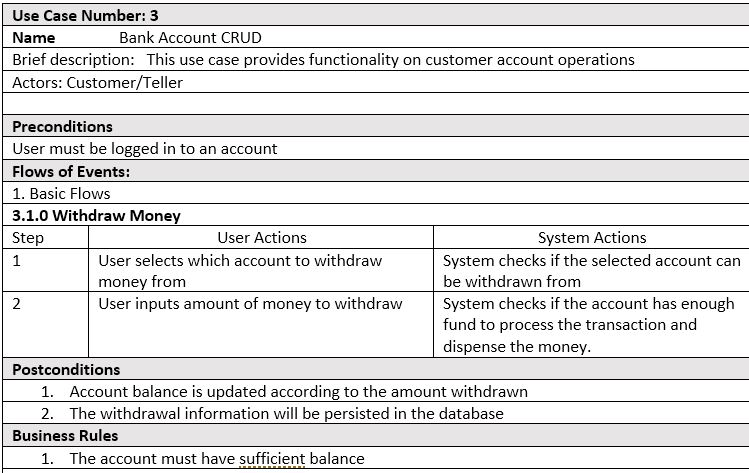 Use Case Number: 3
Name Bank Account CRUD
Brief description: This use case provides functionality on customer account operations
Actors: Customer/Teller
Preconditions
User must be logged in to an account
Flows of Events:
1. Basic Flows
3.1.0 Withdraw Money
Step User Actions System Actions
1 User selects which account to withdraw
money from
System checks if the selected account can
be withdrawn from
2 User inputs amount of money to withdraw
System checks if the account has enough
fund to process the transaction and
dispense the money.
Postconditions
1. Account balance is updated according to the amount withdrawn
2. The withdrawal information will be persisted in the database
Business Rules
1. The account must have sufficient balance